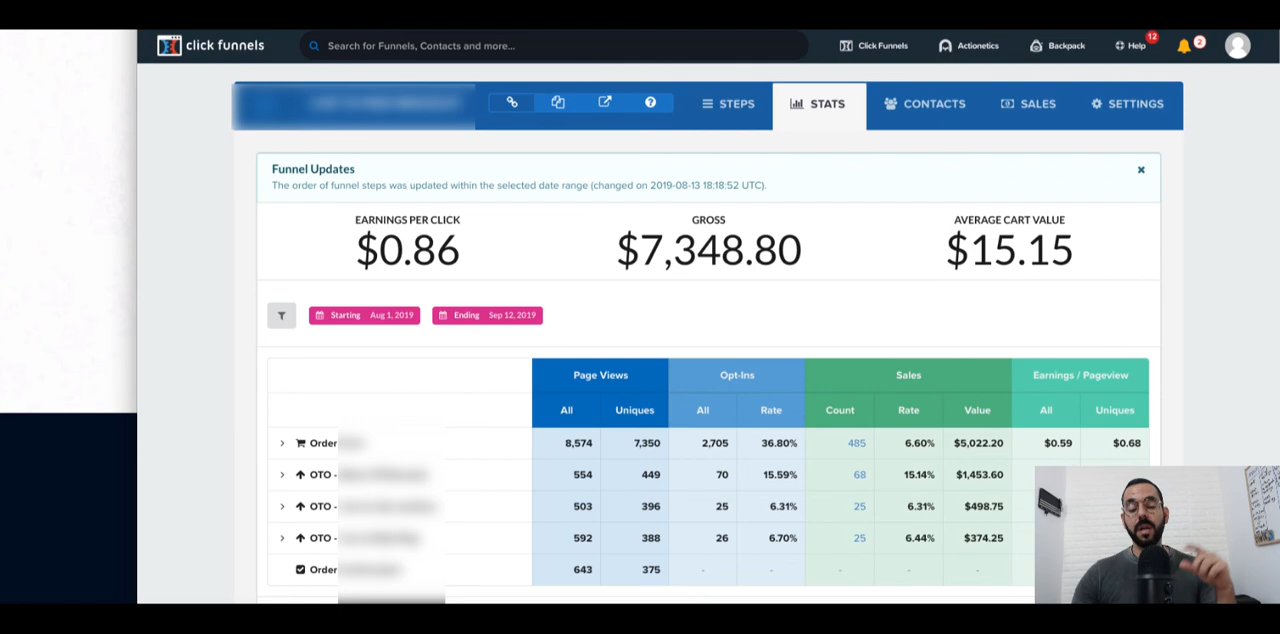 click funnels Search for Funnels, Contacts and more... Click Funnels Actionetics Backpack Help 12 2
STEPS STATS CONTACTS SALES SETTINGS
Funnel Updates
The order of funnel steps was updated within the selected date range (changed on 2019-08-13 18:18:52 UTC).
EARNINGS PER CLICK GROSS AVERAGE CART VALUE
$0.86 $7,348.80 $15.15
Starting Aug 1, 2019 Ending Sep 12, 2019
Page Views Opt-Ins Sales Earnings / Pageview
All Uniques All Rate Count Rate Value All Uniques
Order 8,574 7,350 2,705 36.80% 485 6.60% $5,022.20 $0.59 $0.68
OTO - 554 449 70 15.59% 68 15.14% $1,453.60
OTO - 503 396 25 6.31% 25 6.31% $498.75
OTO - 592 388 26 6.70% 25 6.44% $374.25
Order 643 375 - - - - -